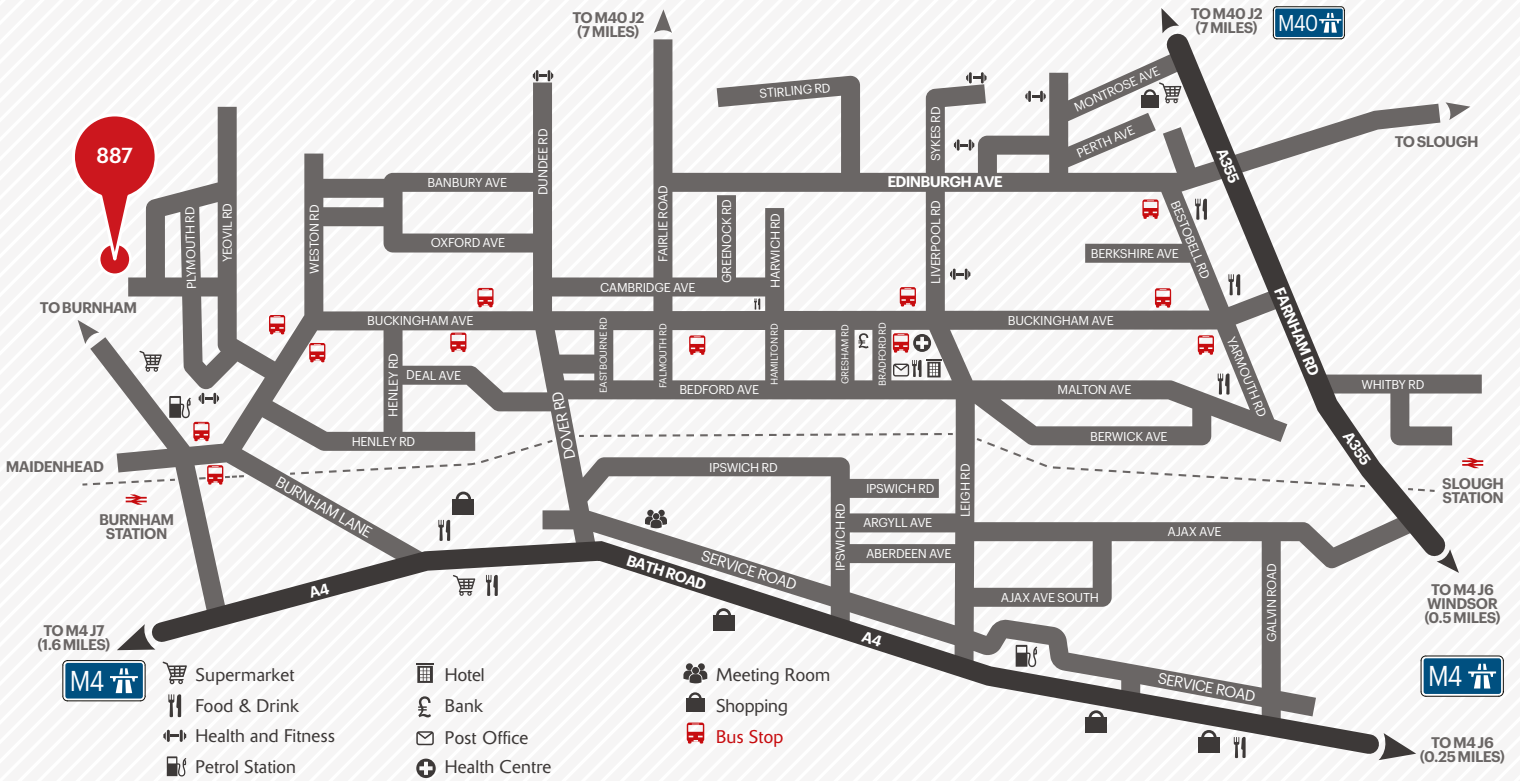 TO M40 J2
(7 MILES)
TO M40 J2
(7 MILES)
M40
MONTROSE AVE
STIRLING RD
SYKES RD
PERTH AVE
TO SLOUGH
A355
887
DUNDEE RD
BANBURY AVE
EDINBURGH AVE
PLYMOUTH RD
YEOVIL RD
WESTON RD
FAIRLIE ROAD
GREENOCK RD
HARWICH RD
LIVERPOOL RD
BESTOBELL RD
OXFORD AVE
BERKSHIRE AVE
CAMBRIDGE AVE
TO BURNHAM
BUCKINGHAM AVE
BUCKINGHAM AVE
FARNHAM RD
EASTBOURNE RD
FALMOUTH RD
HAMILTON RD
GRESHAM RD
BRADFORD RD
YARMOUTH RD
HENLEY RD
DEAL AVE
BEDFORD AVE
MALTON AVE
WHITBY RD
DOVER RD
HENLEY RD
BERWICK AVE
A355
MAIDENHEAD
IPSWICH RD
IPSWICH RD
LEIGH RD
SLOUGH
STATION
BURNHAM
STATION
BURNHAM LANE
IPSWICH RD
ARGYLL AVE
AJAX AVE
ABERDEEN AVE
SERVICE ROAD
BATH ROAD
A4
AJAX AVE SOUTH
GALVIN ROAD
TO M4 J6
WINDSOR
(0.5 MILES)
TO M4 J7
(1.6 MILES)
A4
M4
M4
SERVICE ROAD
TO M4 J6
(0.25 MILES)
Supermarket
Food & Drink
Health and Fitness
Petrol Station
Hotel
£ Bank
Post Office
Health Centre
Meeting Room
Shopping
Bus Stop
£